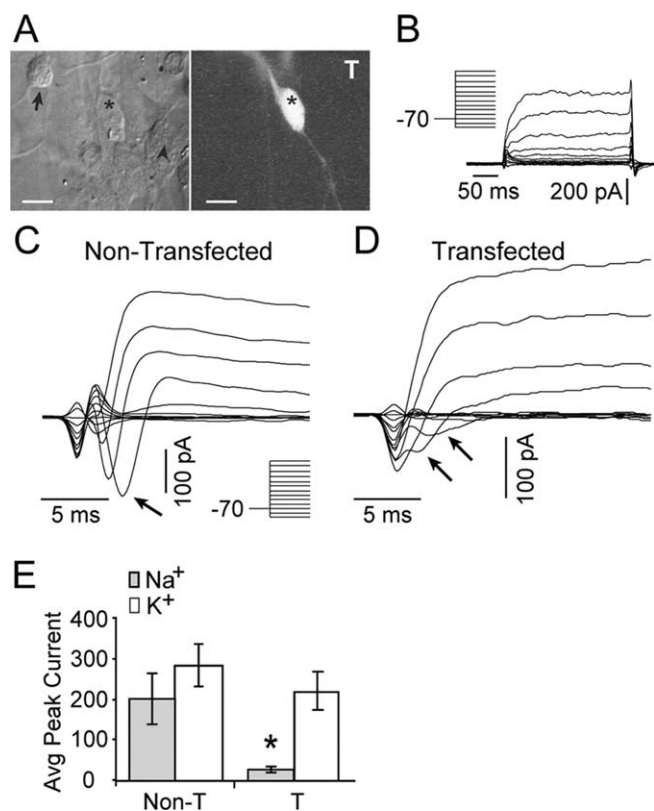 A
*
T
*
B
-70
50 ms
200 pA
C
Non-Transfected
100 pA
5 ms
-70
D
Transfected
100 pA
5 ms
E
Na+
K+
Avg Peak Current
400
300
200
100
0
*
Non-T
T